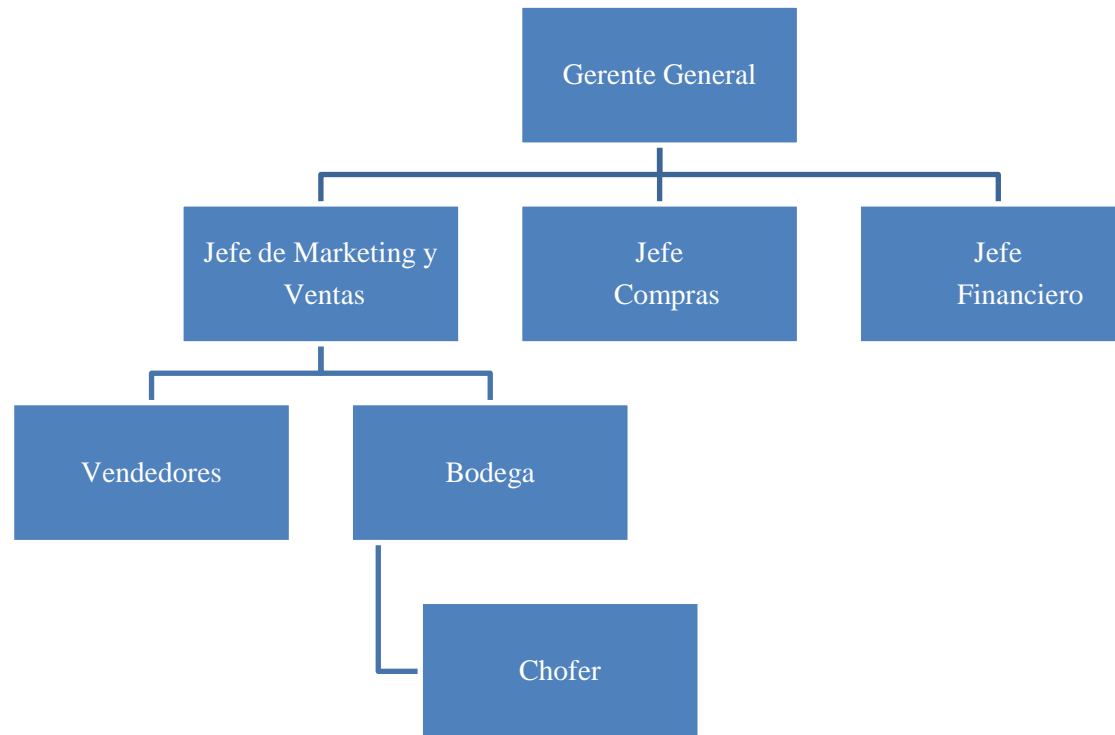 Gerente General
Jefe de Marketing y
Ventas
Jefe
Compras
Jefe
Financiero
Vendedores
Bodega
Chofer